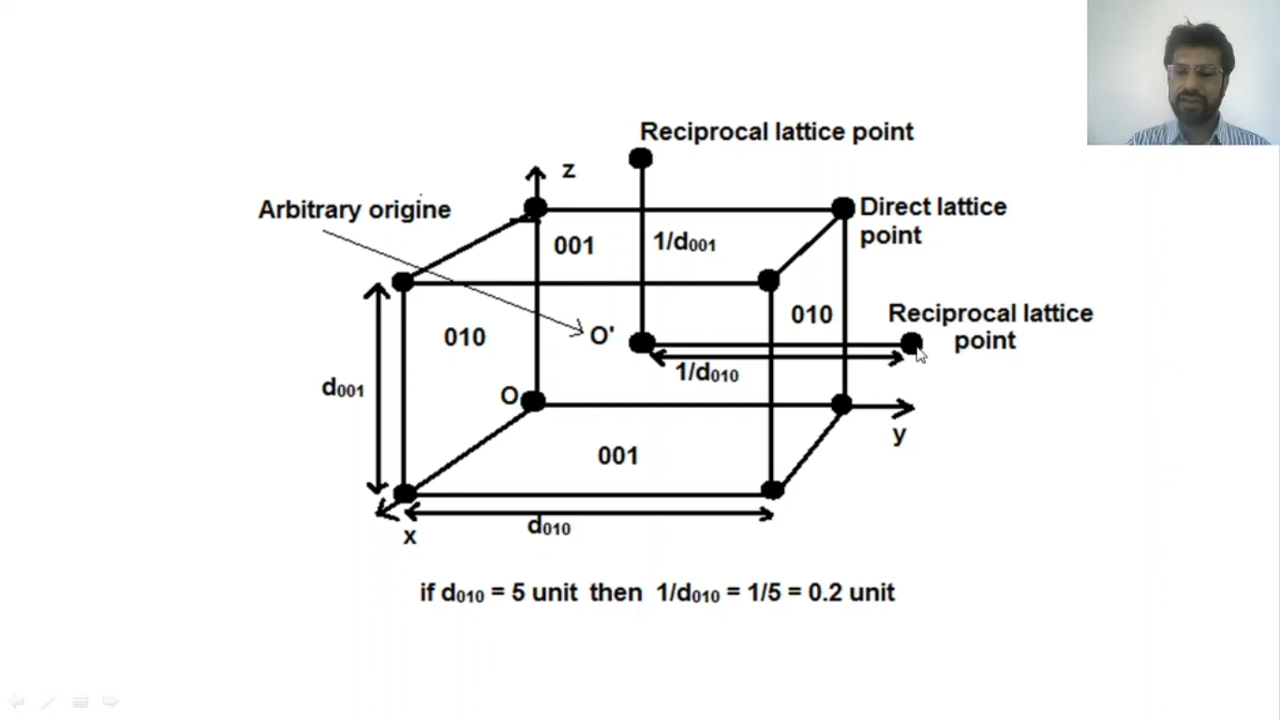 Reciprocal lattice point
z
Arbitrary origine
Direct lattice
point
001
1/d001
010
010
Reciprocal lattice
point
O'
1/d010
d001
O
y
001
d010
x
if d010 = 5 unit then 1/d010 = 1/5 = 0.2 unit